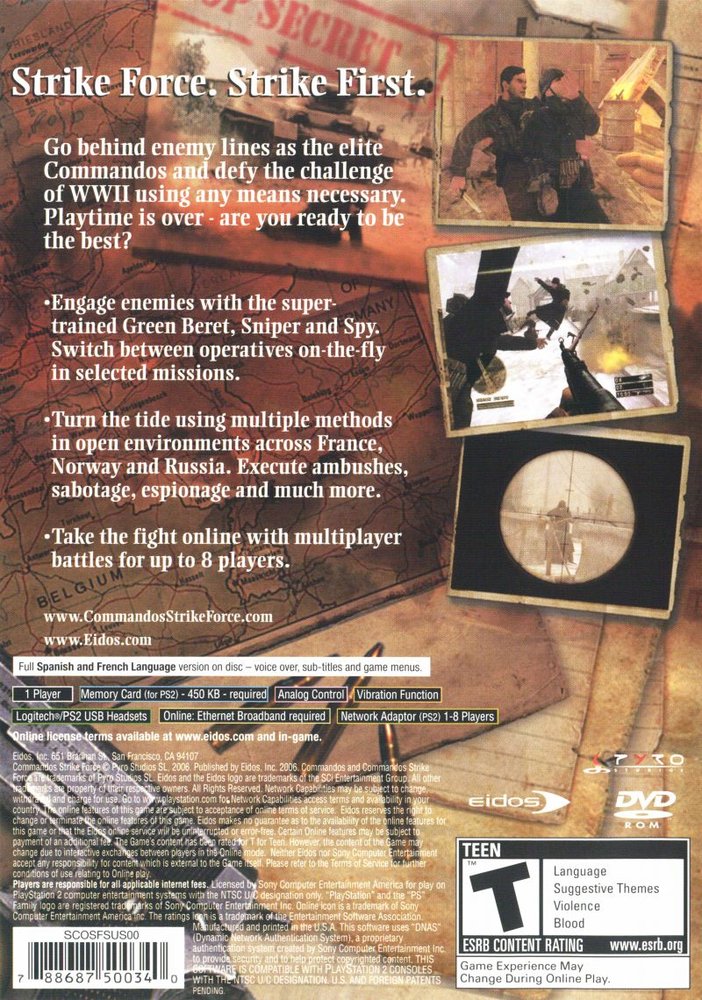 TOP SECRET
Strike Force. Strike First.
Go behind enemy lines as the elite
Commandos and defy the challenge
of WWII using any means necessary.
Playtime is over - are you ready to be
the best?
•Engage enemies with the super-
trained Green Beret, Sniper and Spy.
Switch between operatives on-the-fly
in selected missions.
•Turn the tide using multiple methods
in open environments across France,
Norway and Russia. Execute ambushes,
sabotage, espionage and much more.
•Take the fight online with multiplayer
battles for up to 8 players.
BELGIUM
www.CommandosStrikeForce.com
www.Eidos.com
Full Spanish and French Language version on disc – voice over, sub-titles and game menus.
1 Player Memory Card (for PS2) - 450 KB - required Analog Control Vibration Function
Logitech®/PS2 USB Headsets Online: Ethernet Broadband required Network Adaptor (PS2) 1-8 Players
Online license terms available at www.eidos.com and in-game.
Eidos, Inc. 651 Brannan St., San Francisco, CA 94107
Commandos Strike Force © Pyro Studios SL. 2006. Published by Eidos, Inc. 2006. Commandos and Commandos Strike
Force are trademarks of Pyro Studios SL. Eidos and the Eidos logo are trademarks of the SCi Entertainment Group. All other
trademarks are property of their respective owners. All Rights Reserved. Network Capabilities may be subject to change,
withdrawal and charge for use. Go to www.playstation.com for Network Capabilities access terms and availability in your
country. The online features of this game are subject to acceptance of online terms of service. Eidos reserves the right to
change or terminate the online features of this game. Eidos makes no guarantee as to the availability of the online features for
this game or that the Eidos online service will be uninterrupted or error-free. Certain Online features may be subject to
payment of an additional fee. The Game's content has been rated for T for Teen. However, the content of the Game may
change due to interactive exchanges between players in the Online mode. Neither Eidos nor Sony Computer Entertainment
accept any responsibility for content which is external to the Game itself. Please refer to the Terms of Service for further
conditions of use relating to Online play.
Players are responsible for all applicable internet fees. Licensed by Sony Computer Entertainment America for play on
PlayStation 2 computer entertainment systems with the NTSC U/C designation only. "PlayStation" and the "PS"
Family logo are registered trademarks of Sony Computer Entertainment Inc. The Online icon is a trademark of Sony
Computer Entertainment America Inc. The ratings icon is a trademark of the Entertainment Software Association.
Manufactured and printed in the U.S.A. This software uses "DNAS"
(Dynamic Network Authentication System), a proprietary
authentication system created by Sony Computer Entertainment Inc.
to provide security and to help protect copyrighted content. THIS
SOFTWARE IS COMPATIBLE WITH PLAYSTATION 2 CONSOLES
WITH THE NTSC U/C DESIGNATION. U.S. AND FOREIGN PATENTS
PENDING.
SCOSFSUS00
7 88687 50034 0
PYRO
STUDIOS
eidos
DVD
ROM
TEEN
T
Language
Suggestive Themes
Violence
Blood
ESRB CONTENT RATING www.esrb.org
Game Experience May
Change During Online Play.